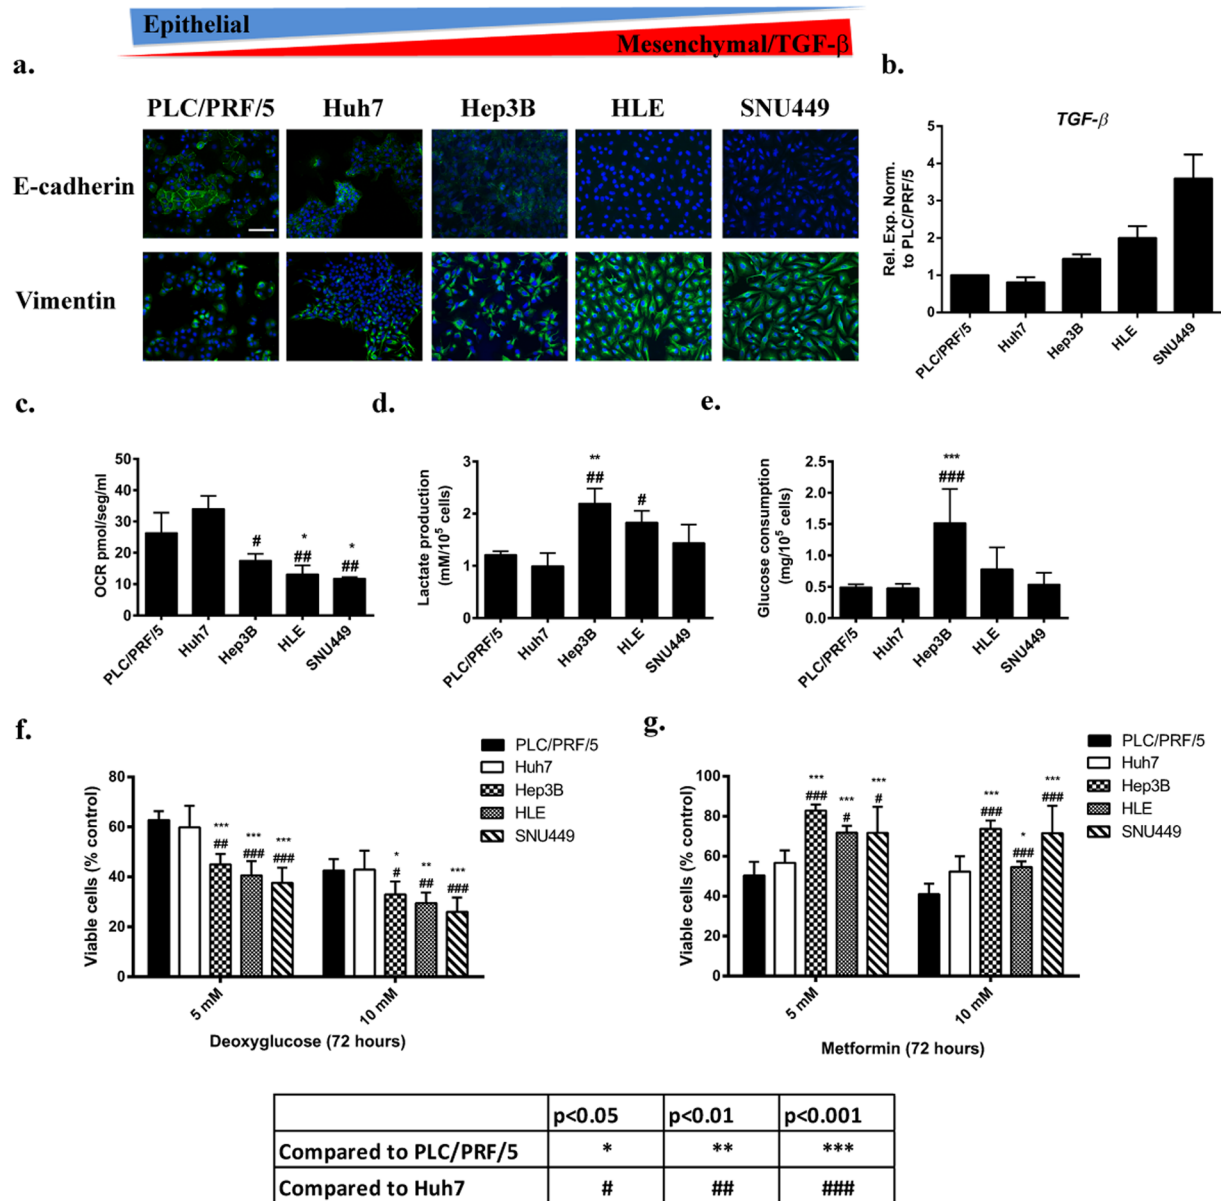 Epithelial
Mesenchymal/TGF-β
a.
PLC/PRF/5 Huh7 Hep3B HLE SNU449
E-cadherin
Vimentin
b.
TGF-β
Rel. Exp. Norm.
to PLC/PRF/5
5
4
3
2
1
0
PLC/PRF/5 Huh7 Hep3B HLE SNU449
c.
OCR pmol/seg/ml
50
40
30
20
10
0
# * ## * ##
PLC/PRF/5 Huh7 Hep3B HLE SNU449
d.
Lactate production
(mM/10⁵ cells)
3
2
1
0
** ## #
PLC/PRF/5 Huh7 Hep3B HLE SNU449
e.
Glucose consumption
(mg/10⁵ cells)
2.5
2.0
1.5
1.0
0.5
0.0
*** ###
PLC/PRF/5 Huh7 Hep3B HLE SNU449
f.
PLC/PRF/5
Huh7
Hep3B
HLE
SNU449
Viable cells (% control)
80
60
40
20
0
*** ## *** ### *** ###
* # ** ## *** ###
5 mM 10 mM
Deoxyglucose (72 hours)
g.
PLC/PRF/5
Huh7
Hep3B
HLE
SNU449
Viable cells (% control)
100
80
60
40
20
0
*** ### *** # *** #
*** ### * ### *** ###
5 mM 10 mM
Metformin (72 hours)
p<0.05 p<0.01 p<0.001
Compared to PLC/PRF/5 * ** ***
Compared to Huh7 # ## ###